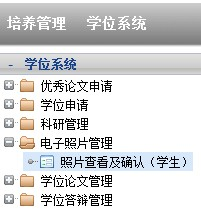 培养管理 学位系统
- 学位系统
优秀论文申请
学位申请
科研管理
电子照片管理
照片查看及确认（学生）
学位论文管理
学位答辩管理